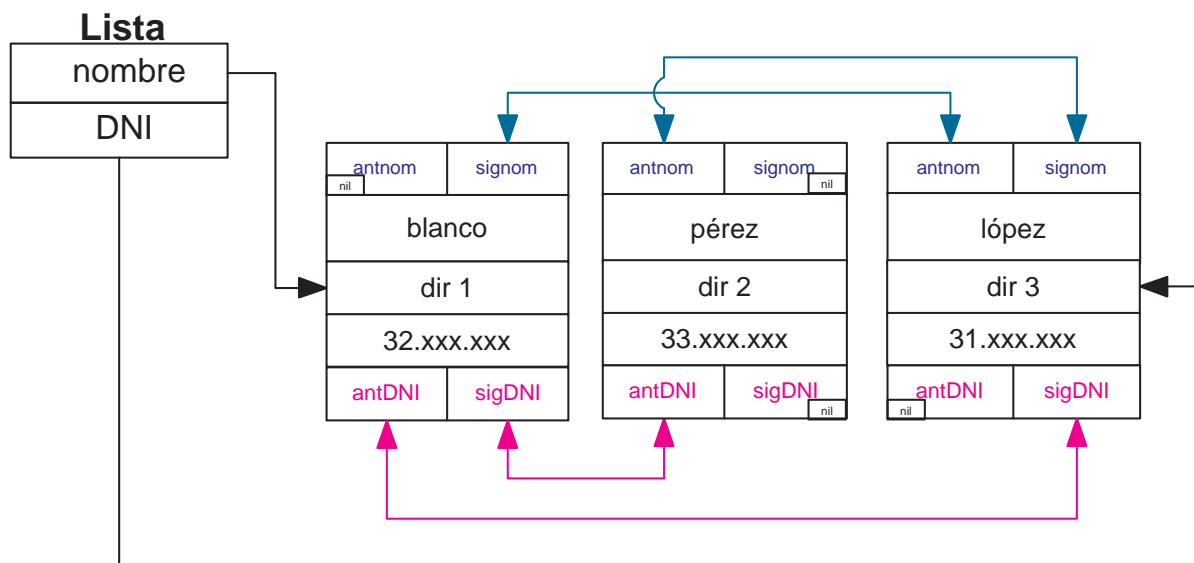 Lista
nombre
DNI
antnom signom
nil
blanco
dir 1
32.xxx.xxx
antDNI sigDNI
antnom signom
nil
pérez
dir 2
33.xxx.xxx
antDNI sigDNI
nil
antnom signom
lópez
dir 3
31.xxx.xxx
antDNI sigDNI
nil